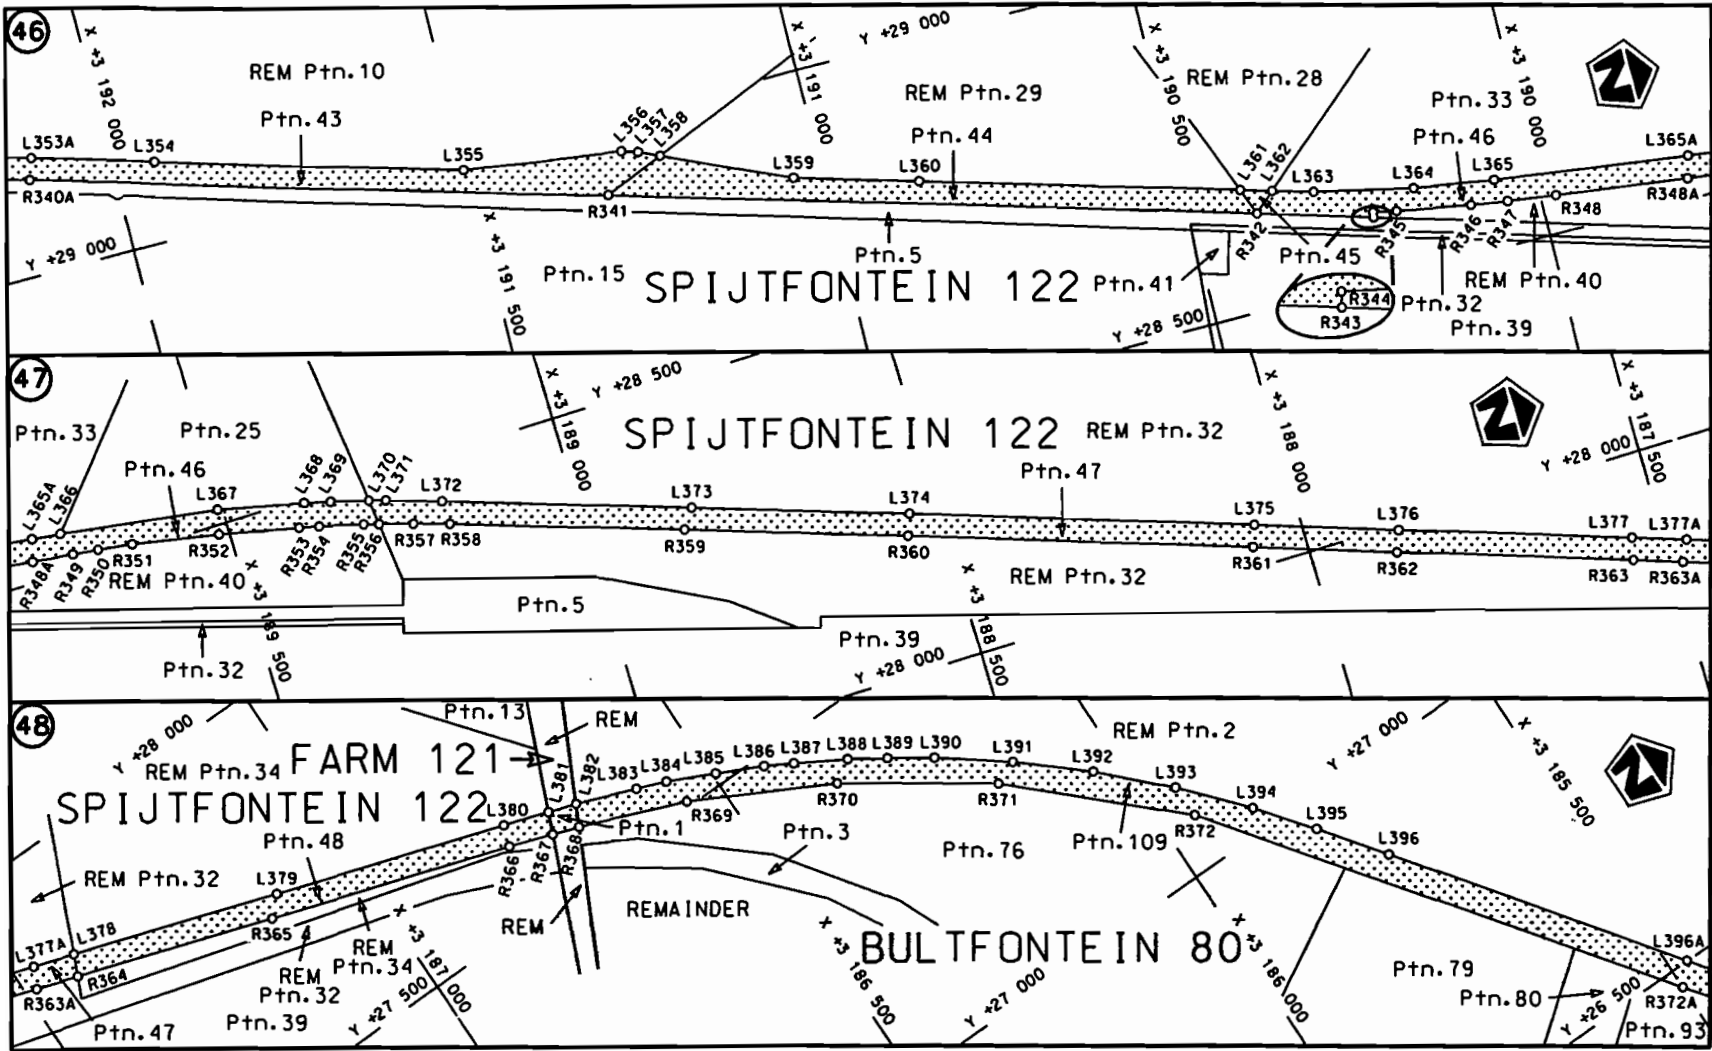 46
X +3 192 000
REM Ptn.10
Ptn.43
L353A
L354
L355
L356
L357
L358
X +3 191 000
Y +29 000
REM Ptn.29
Ptn.44
L359
L360
X +3 190 500
REM Ptn.28
L361
L362
L363
L364
Ptn.33
Ptn.46
L365
X +3 190 000
L365A
R340A
R341
R342
R345
R346
R347
R348
R348A
Y +29 000
X +3 191 500
Ptn.15
Ptn.5
SPIJTFONTEIN 122
Ptn.41
Ptn.45
R344
R343
Ptn.32
REM Ptn.40
Ptn.39
Y +28 500
47
Ptn.33
Ptn.25
Ptn.46
L365A
L366
L367
L368
L369
L370
L371
L372
X +3 189 000
Y +28 500
SPIJTFONTEIN 122
REM Ptn.32
Ptn.47
L373
L374
L375
X +3 188 000
L376
L377
L377A
Y +28 000
X +3 187 500
R348A
R349
R350
R351
R352
R353
R354
R355
R356
R357
R358
R359
R360
R361
R362
R363
R363A
REM Ptn.40
X +3 189 500
Ptn.5
REM Ptn.32
Ptn.32
Ptn.39
Y +28 000
X +3 188 500
48
Y +28 000
Ptn.13
REM
REM Ptn.34
FARM 121
SPIJTFONTEIN 122
Ptn.48
REM Ptn.32
L377A
L378
L379
L380
L381
L382
L383
L384
L385
L386
L387
L388
L389
L390
L391
L392
L393
L394
L395
L396
L396A
REM Ptn.2
Y +27 000
X +3 185 500
R363A
R364
R365
R366
R367
R368
R369
R370
R371
R372
R372A
Ptn.1
Ptn.3
Ptn.76
Ptn.109
REM
REMAINDER
BULTFONTEIN 80
REM
Ptn.34
REM
Ptn.32
Ptn.39
Ptn.47
X +3 187 000
Y +27 500
X +3 186 500
Y +27 000
X +3 186 000
Ptn.79
Ptn.80
Y +26 500
Ptn.93